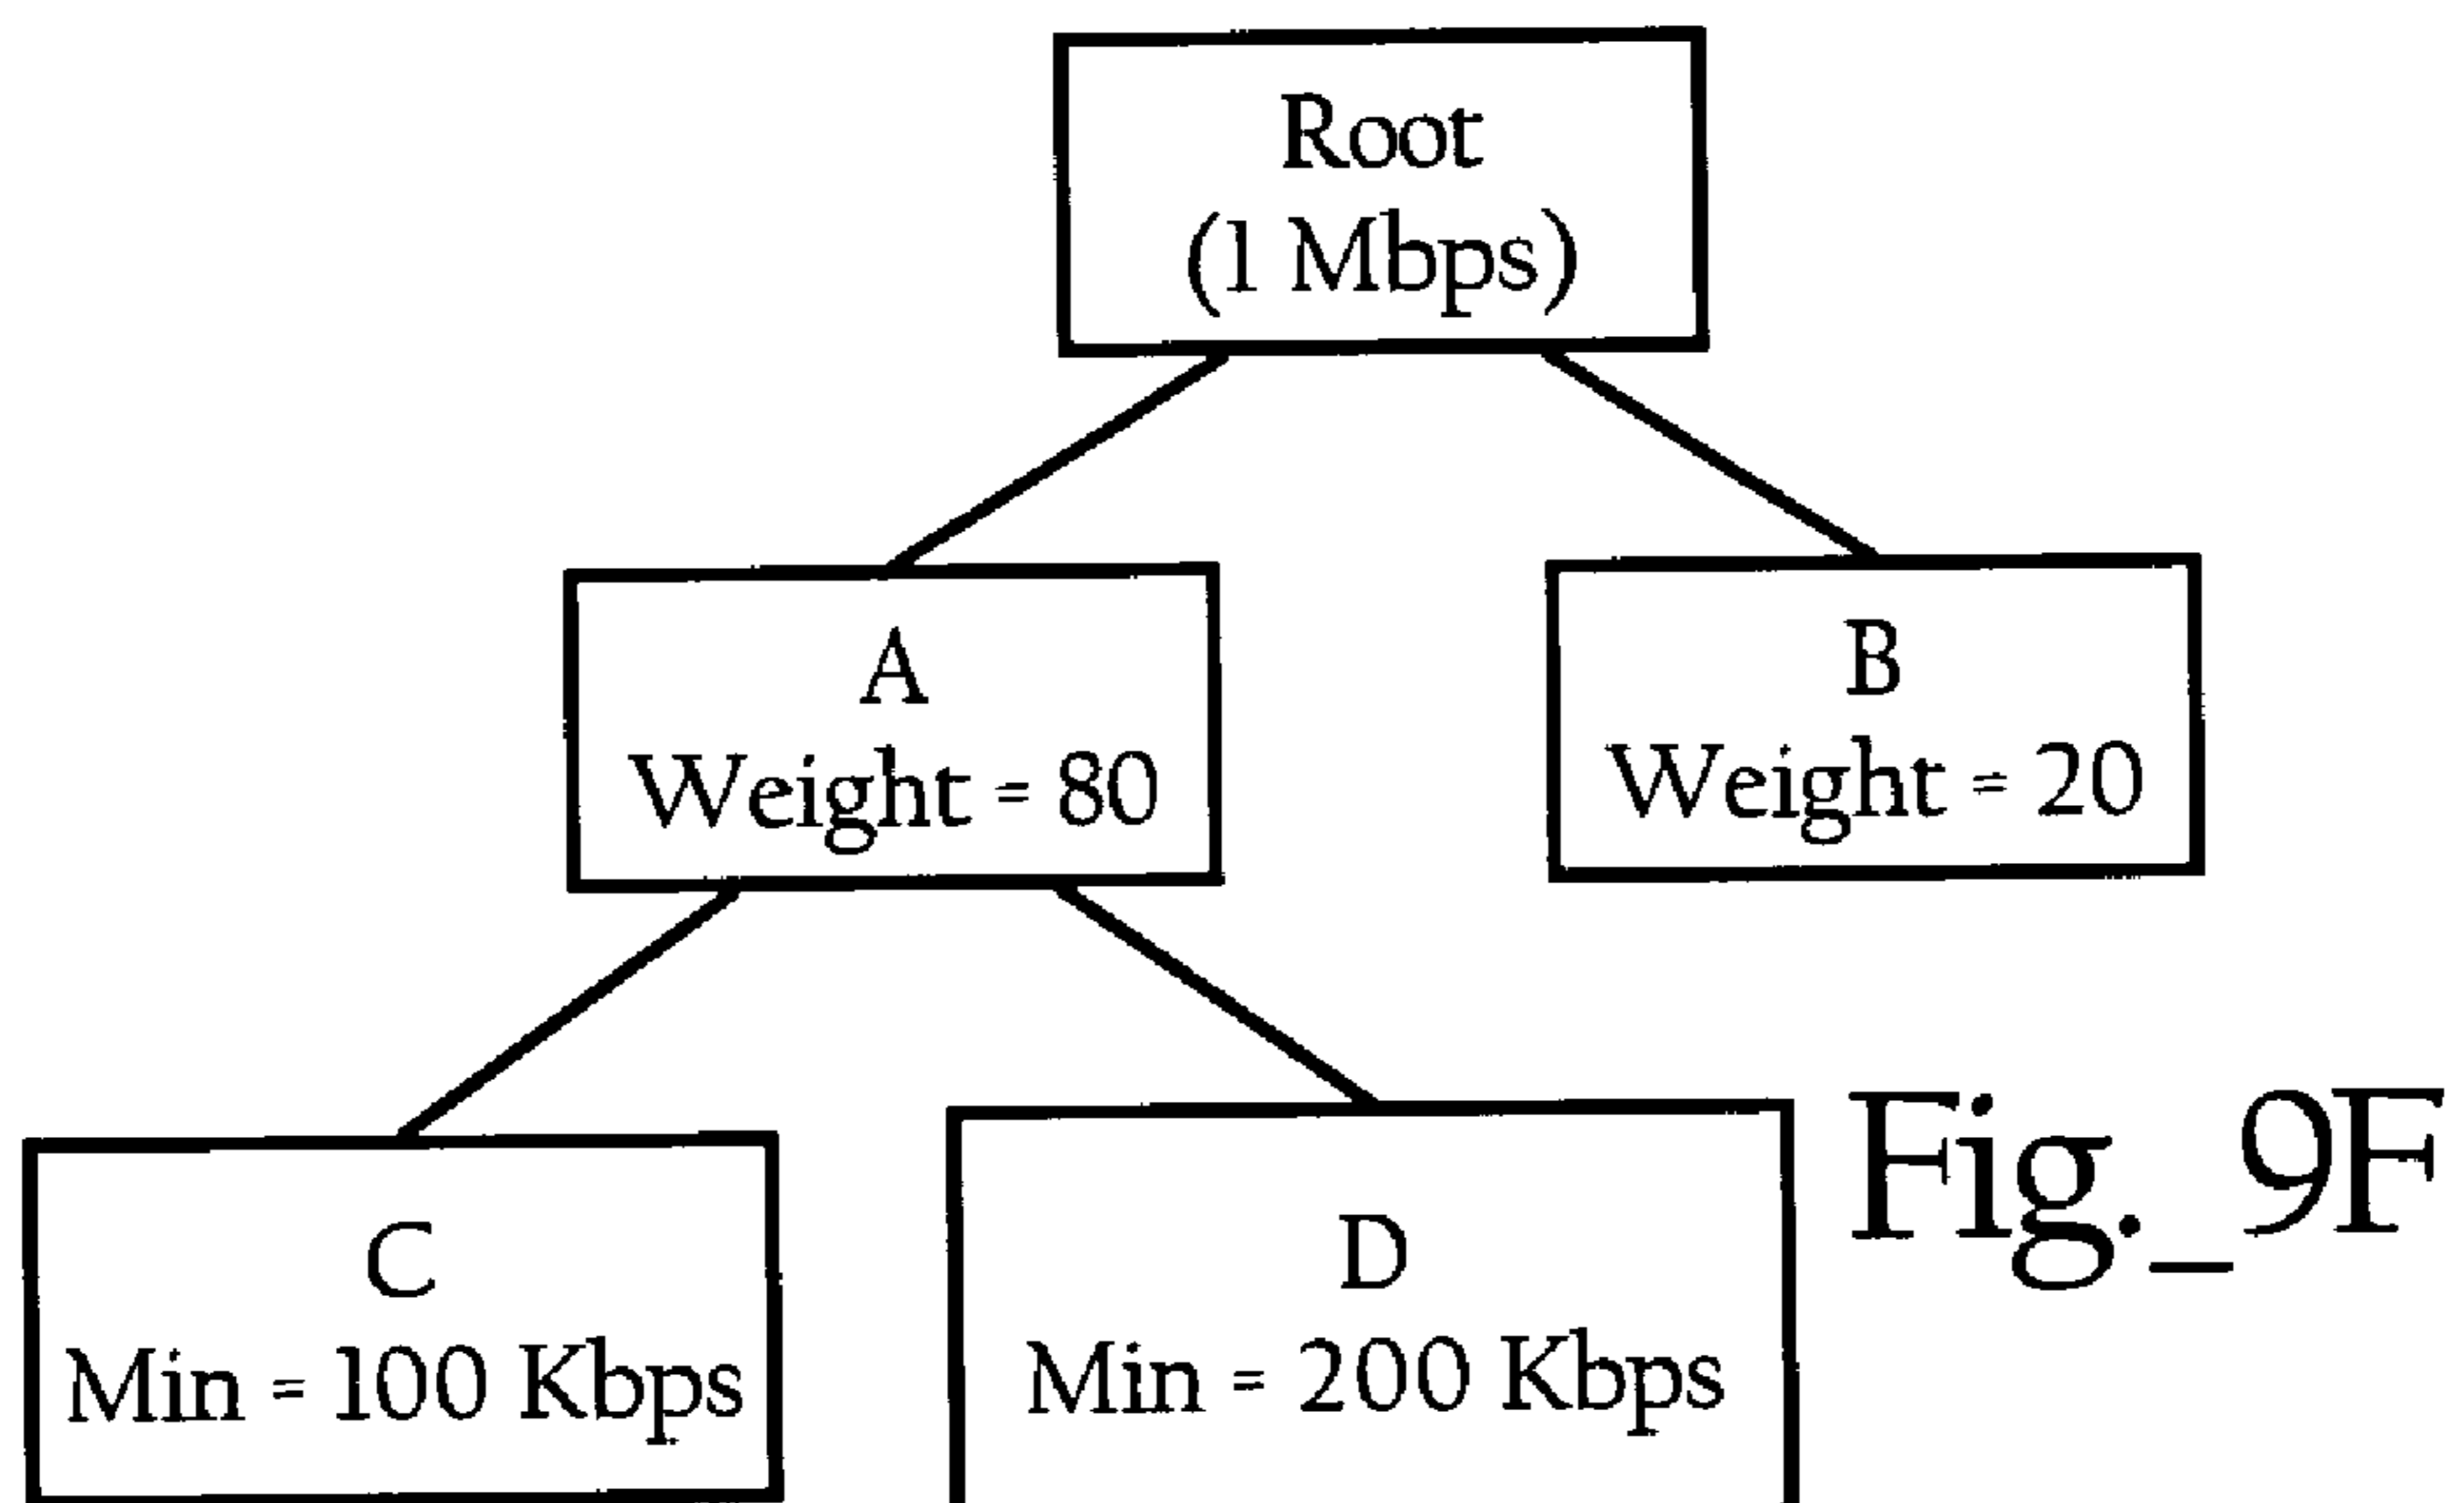 Root
(1 Mbps)
A
Weight = 80
B
Weight = 20
C
Min = 100 Kbps
D
Min = 200 Kbps
Fig._9F